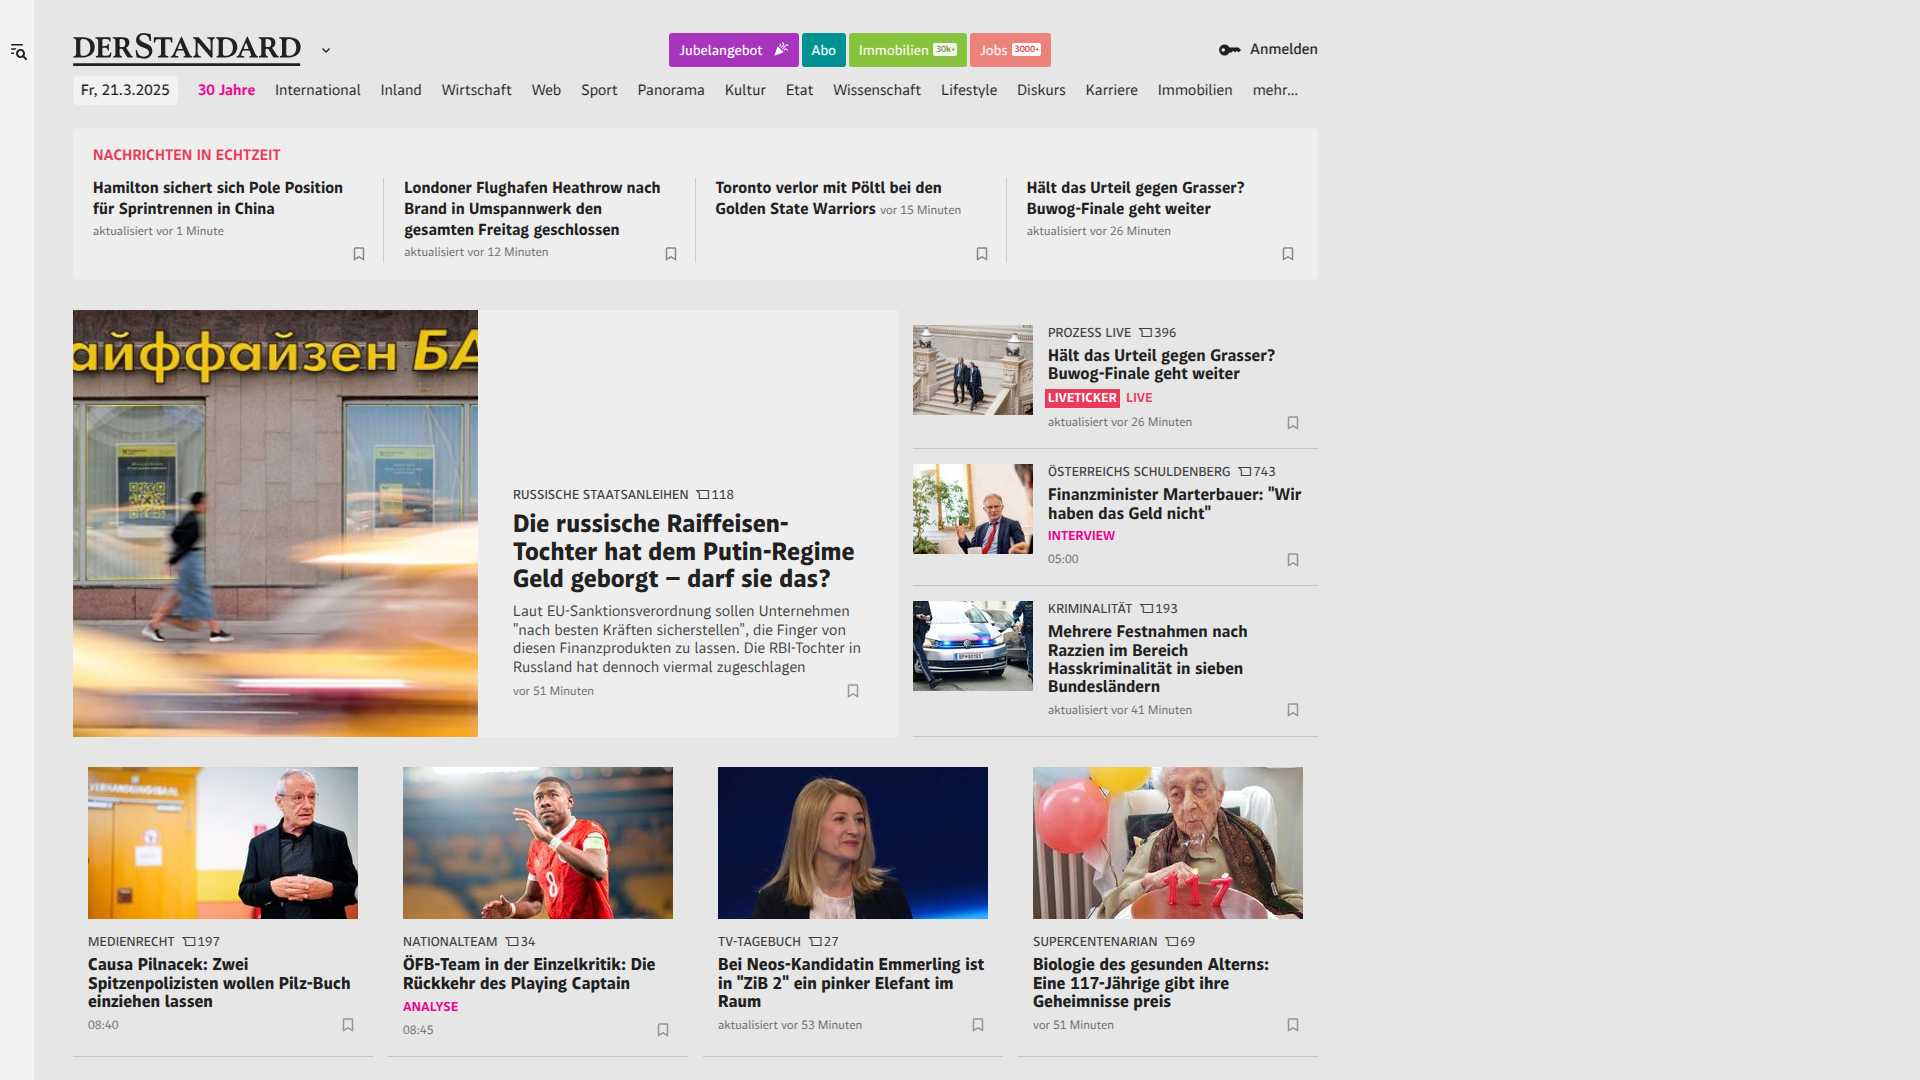 DERSTANDARD
Jubelangebot
Abo
Immobilien 30k+
Jobs 3000+
Anmelden
Fr, 21.3.2025
30 Jahre
International
Inland
Wirtschaft
Web
Sport
Panorama
Kultur
Etat
Wissenschaft
Lifestyle
Diskurs
Karriere
Immobilien
mehr...
NACHRICHTEN IN ECHTZEIT
Hamilton sichert sich Pole Position
für Sprintrennen in China
aktualisiert vor 1 Minute
Londoner Flughafen Heathrow nach
Brand in Umspannwerk den
gesamten Freitag geschlossen
aktualisiert vor 12 Minuten
Toronto verlor mit Pöltl bei den
Golden State Warriors vor 15 Minuten
Hält das Urteil gegen Grasser?
Buwog-Finale geht weiter
aktualisiert vor 26 Minuten
айффайзен БА
RUSSISCHE STAATSANLEIHEN 118
Die russische Raiffeisen-
Tochter hat dem Putin-Regime
Geld geborgt – darf sie das?
Laut EU-Sanktionsverordnung sollen Unternehmen
"nach besten Kräften sicherstellen", die Finger von
diesen Finanzprodukten zu lassen. Die RBI-Tochter in
Russland hat dennoch viermal zugeschlagen
vor 51 Minuten
PROZESS LIVE 396
Hält das Urteil gegen Grasser?
Buwog-Finale geht weiter
LIVETICKER LIVE
aktualisiert vor 26 Minuten
ÖSTERREICHS SCHULDENBERG 743
Finanzminister Marterbauer: "Wir
haben das Geld nicht"
INTERVIEW
05:00
KRIMINALITÄT 193
Mehrere Festnahmen nach
Razzien im Bereich
Hasskriminalität in sieben
Bundesländern
aktualisiert vor 41 Minuten
MEDIENRECHT 197
Causa Pilnacek: Zwei
Spitzenpolizisten wollen Pilz-Buch
einziehen lassen
08:40
8
NATIONALTEAM 34
ÖFB-Team in der Einzelkritik: Die
Rückkehr des Playing Captain
ANALYSE
08:45
TV-TAGEBUCH 27
Bei Neos-Kandidatin Emmerling ist
in "ZiB 2" ein pinker Elefant im
Raum
aktualisiert vor 53 Minuten
117
SUPERCENTENARIAN 69
Biologie des gesunden Alterns:
Eine 117-Jährige gibt ihre
Geheimnisse preis
vor 51 Minuten